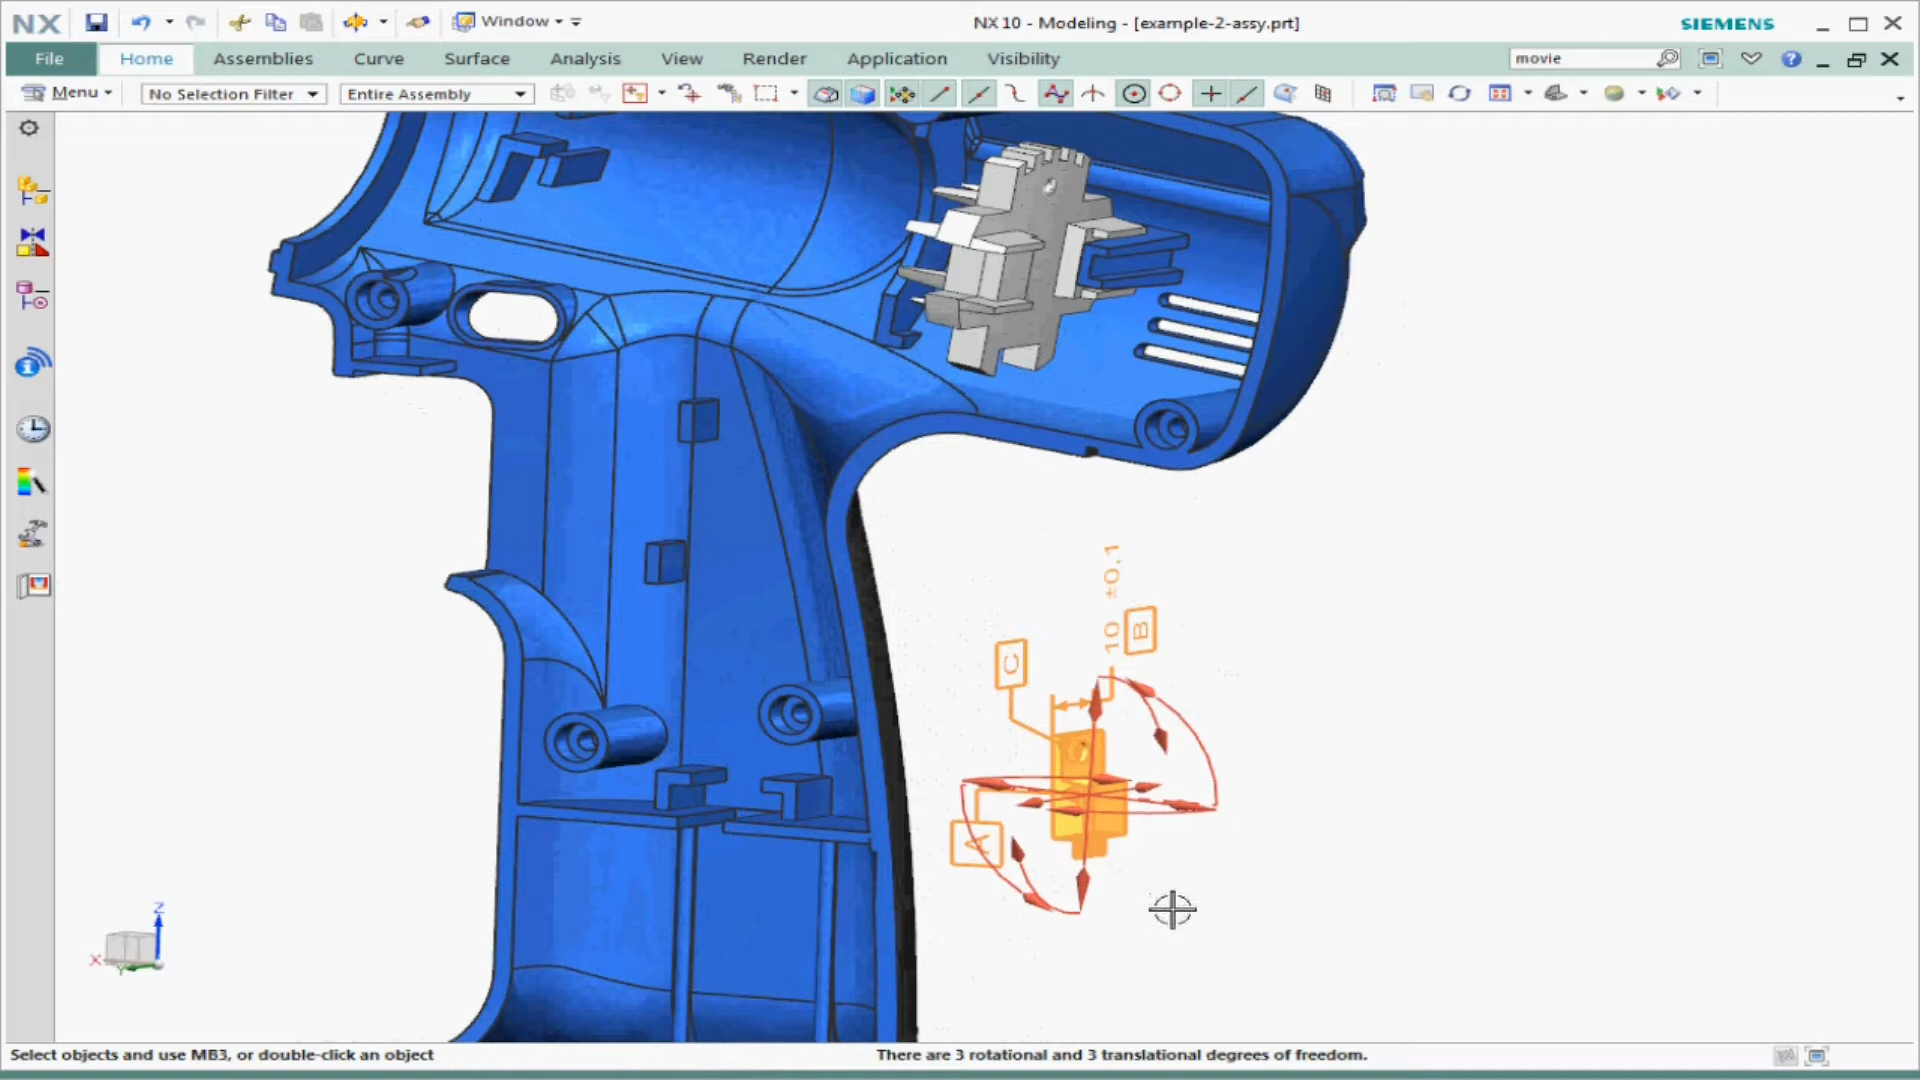 NX
Window
NX 10 - Modeling - [example-2-assy.prt]
SIEMENS
File
Home
Assemblies
Curve
Surface
Analysis
View
Render
Application
Visibility
movie
Menu
No Selection Filter
Entire Assembly
10 ±0,1
B
C
A
Z
X
Y
Select objects and use MB3, or double-click an object
There are 3 rotational and 3 translational degrees of freedom.